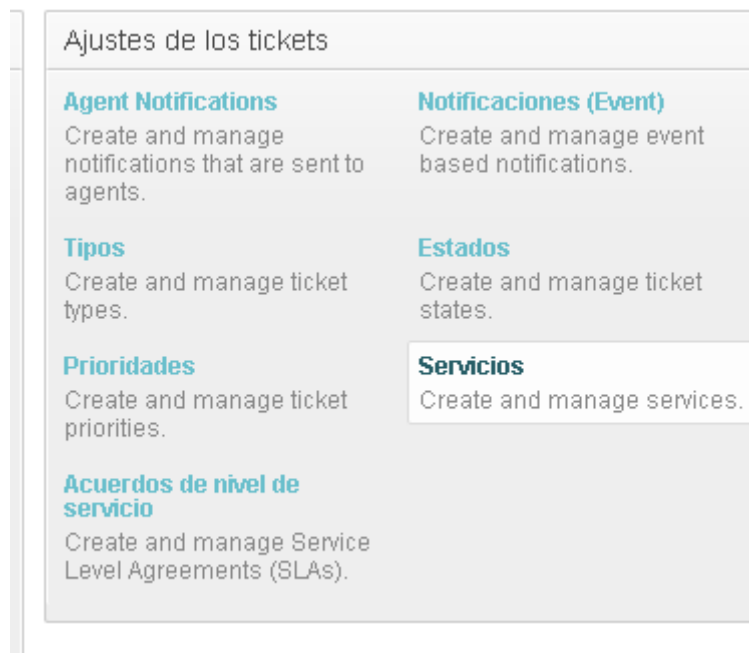 Ajustes de los tickets
Agent Notifications
Create and manage
notifications that are sent to
agents.
Notificaciones (Event)
Create and manage event
based notifications.
Tipos
Create and manage ticket
types.
Estados
Create and manage ticket
states.
Prioridades
Create and manage ticket
priorities.
Servicios
Create and manage services.
Acuerdos de nivel de
servicio
Create and manage Service
Level Agreements (SLAs).